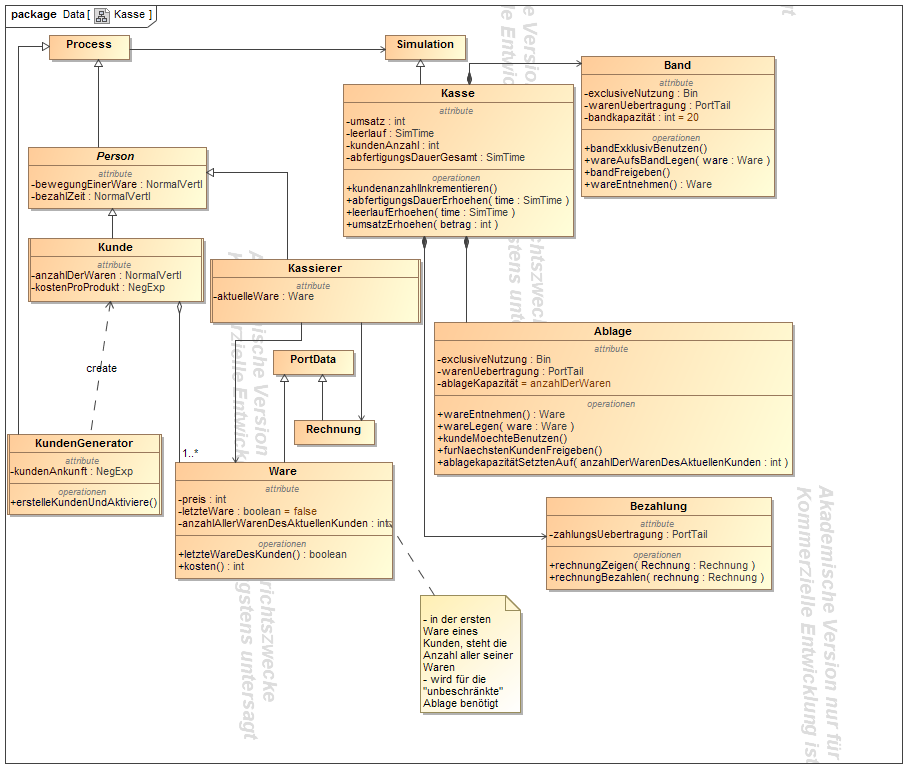 package Data [ Kasse ]
Process
Simulation
Band
attribute
-exclusiveNutzung : Bin
-warenUebertragung : PortTail
-bandkapazität : int = 20
operationen
+bandExklusivBenutzen()
+wareAufsBandLegen( ware : Ware )
+bandFreigeben()
+wareEntnehmen() : Ware
Kasse
attribute
-umsatz : int
-leerlauf : SimTime
-kundenAnzahl : int
-abfertigungsDauerGesamt : SimTime
operationen
+kundenanzahlInkrementieren()
+abfertigungsDauerErhoehen( time : SimTime )
+leerlaufErhoehen( time : SimTime )
+umsatzErhoehen( betrag : int )
Person
attribute
-bewegungEinerWare : NormalVertl
-bezahlZeit : NormalVertl
Kunde
attribute
-anzahlDerWaren : NormalVertl
-kostenProProdukt : NegExp
Kassierer
attribute
-aktuelleWare : Ware
create
PortData
Rechnung
Ablage
attribute
-exclusiveNutzung : Bin
-warenUebertragung : PortTail
-ablageKapazität = anzahlDerWaren
operationen
+wareEntnehmen() : Ware
+wareLegen( ware : Ware )
+kundeMoechteBenutzen()
+furNaechstenKundenFreigeben()
+ablagekapazitätSetztenAuf( anzahlDerWarenDesAktuellenKunden : int )
KundenGenerator
attribute
-kundenAnkunft : NegExp
operationen
+erstelleKundenUndAktiviere()
1..*
Ware
attribute
-preis : int
-letzteWare : boolean = false
-anzahlAllerWarenDesAktuellenKunden : int
operationen
+letzteWareDesKunden() : boolean
+kosten() : int
Bezahlung
attribute
-zahlungsUebertragung : PortTail
operationen
+rechnungZeigen( Rechnung : Rechnung )
+rechnungBezahlen( rechnung : Rechnung )
- in der ersten
Ware eines
Kunden, steht die
Anzahl aller seiner
Waren
- wird für die
"unbeschränkte"
Ablage benötigt
Akademische Version nur für
Kommerzielle Entwicklung ist